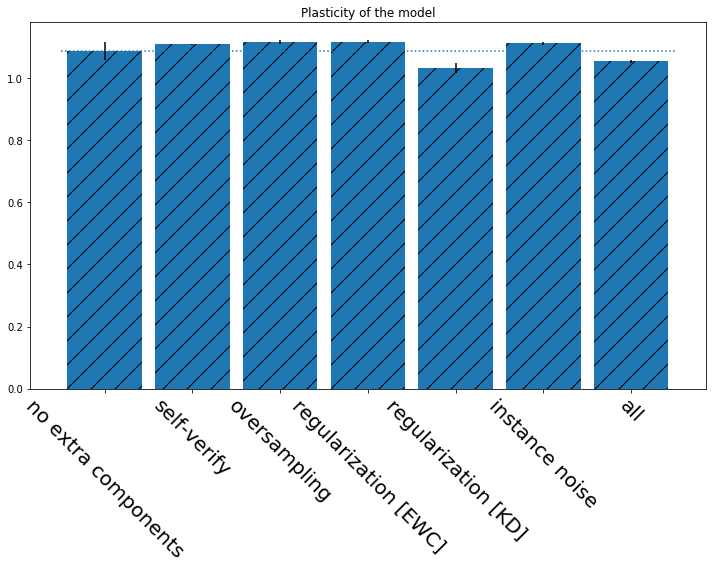 Plasticity of the model
1.0
0.8
0.6
0.4
0.2
0.0
no extra components
self-verify
oversampling
regularization [EWC]
regularization [KD]
instance noise
all